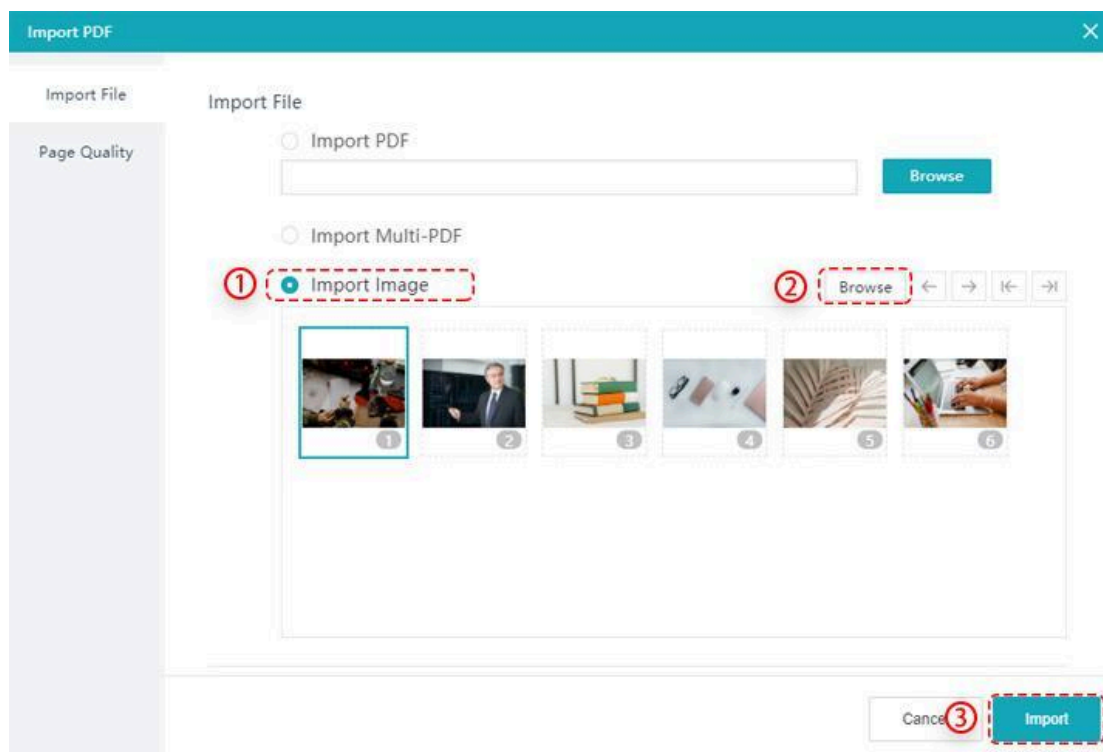 Import PDF
Import File
Page Quality
Import File
Import PDF
Browse
Import Multi-PDF
① Import Image
② Browse
1 2 3 4 5 6
Cancel ③ Import